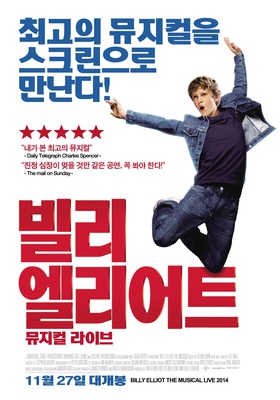 최고의 뮤지컬을
스크린으로
만난다!
★★★★★
"내가 본 최고의 뮤지컬"
- Daily Telegraph Charles Spencer -
"진정 심장이 멎을 것만 같은 공연, 꼭 봐야 한다!"
- The mail on Sunday -
빌리
엘리어트
뮤지컬 라이브
11월 27일 대개봉
BILLY ELLIOT THE MUSICAL LIVE 2014